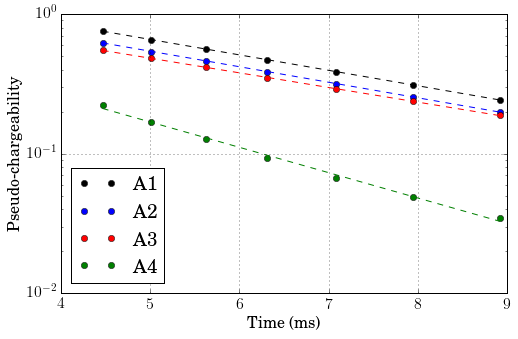 10^0
10^-1
10^-2
Pseudo-chargeability
A1
A2
A3
A4
4 5 6 7 8 9
Time (ms)